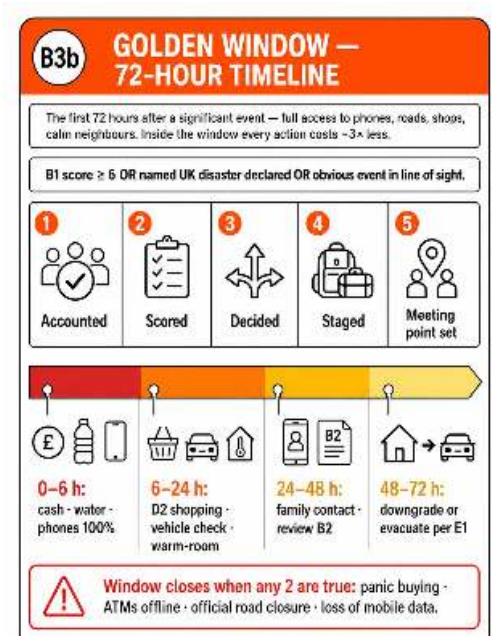 B3b
GOLDEN WINDOW —
72-HOUR TIMELINE
The first 72 hours after a significant event — full access to phones, roads, shops,
calm neighbours. Inside the window every action costs ~3× less.
B1 score ≥ 6 OR named UK disaster declared OR obvious event in line of sight.
1
2
3
4
5
Accounted
Scored
Decided
Staged
Meeting
point set
£
B2
0–6 h:
cash · water ·
phones 100%
6–24 h:
D2 shopping ·
vehicle check ·
warm-room
24–48 h:
family contact ·
review B2
48–72 h:
downgrade or
evacuate per E1
Window closes when any 2 are true: panic buying ·
ATMs offline · official road closure · loss of mobile data.